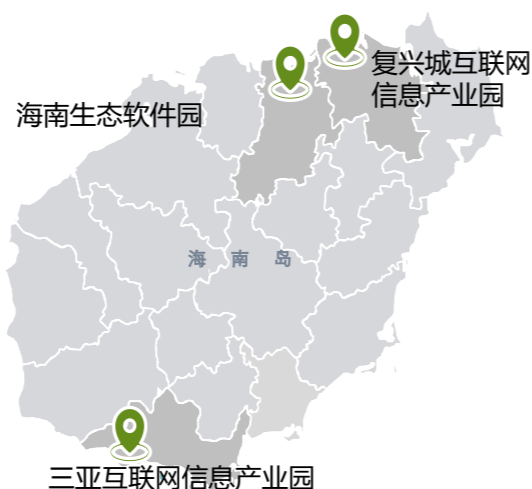 复兴城互联网
信息产业园
海南生态软件园
海南岛
三亚互联网信息产业园